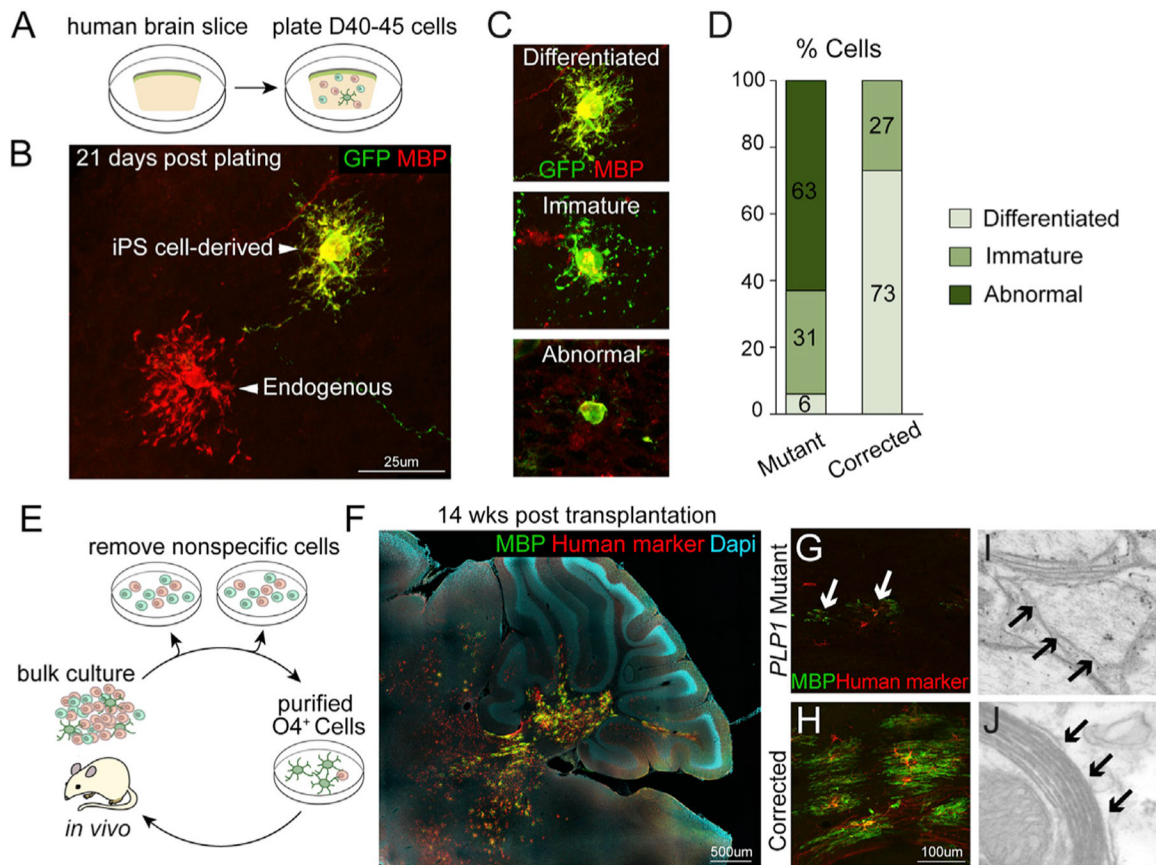 A
human brain slice
plate D40-45 cells
B
21 days post plating
GFP MBP
iPS cell-derived
Endogenous
25um
C
Differentiated
GFP MBP
Immature
Abnormal
D
% Cells
100
80
60
40
20
0
63
31
6
27
73
Mutant
Corrected
Differentiated
Immature
Abnormal
E
remove nonspecific cells
bulk culture
purified
O4⁺ Cells
in vivo
F
14 wks post transplantation
MBP Human marker Dapi
500um
G
PLP1 Mutant
MBP Human marker
H
Corrected
100um
I
J